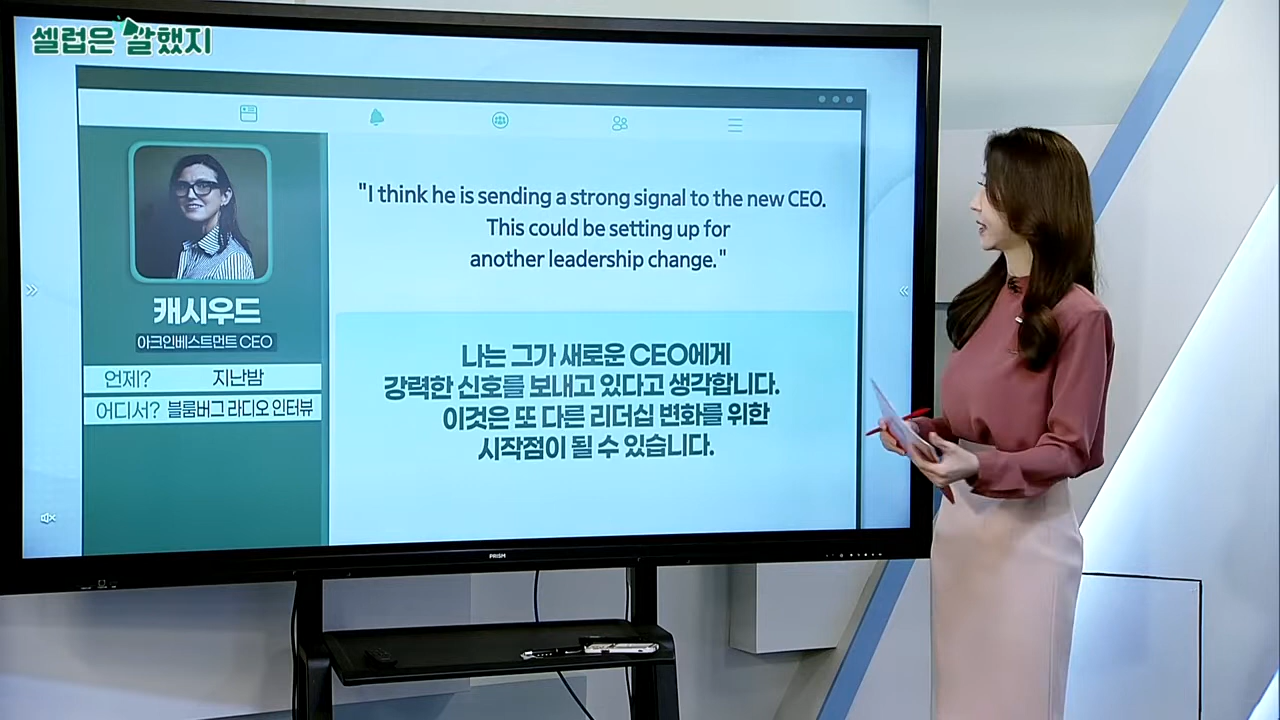 셀럽은 말했지
"I think he is sending a strong signal to the new CEO.
This could be setting up for
another leadership change."
캐시우드
아크인베스트먼트 CEO
언제? 지난밤
어디서? 블룸버그 라디오 인터뷰
나는 그가 새로운 CEO에게
강력한 신호를 보내고 있다고 생각합니다.
이것은 또 다른 리더십 변화를 위한
시작점이 될 수 있습니다.
PRISM